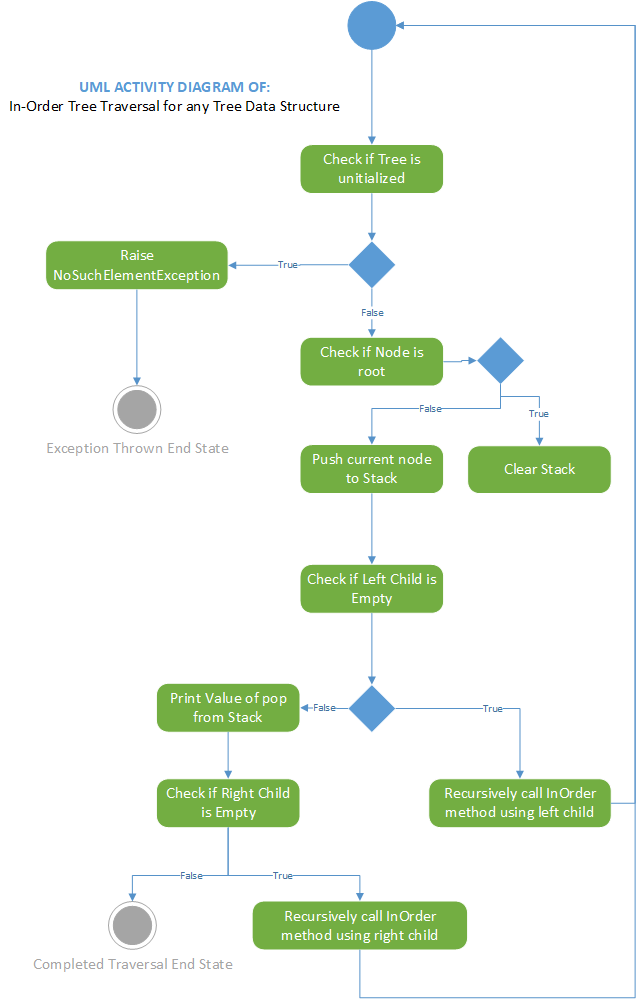 UML ACTIVITY DIAGRAM OF:
In-Order Tree Traversal for any Tree Data Structure
Check if Tree is
unitialized
Raise
NoSuchElementException
True
False
Exception Thrown End State
Check if Node is
root
False
True
Push current node
to Stack
Clear Stack
Check if Left Child is
Empty
Print Value of pop
from Stack
False
True
Check if Right Child
is Empty
Recursively call InOrder
method using left child
False
True
Completed Traversal End State
Recursively call InOrder
method using right child